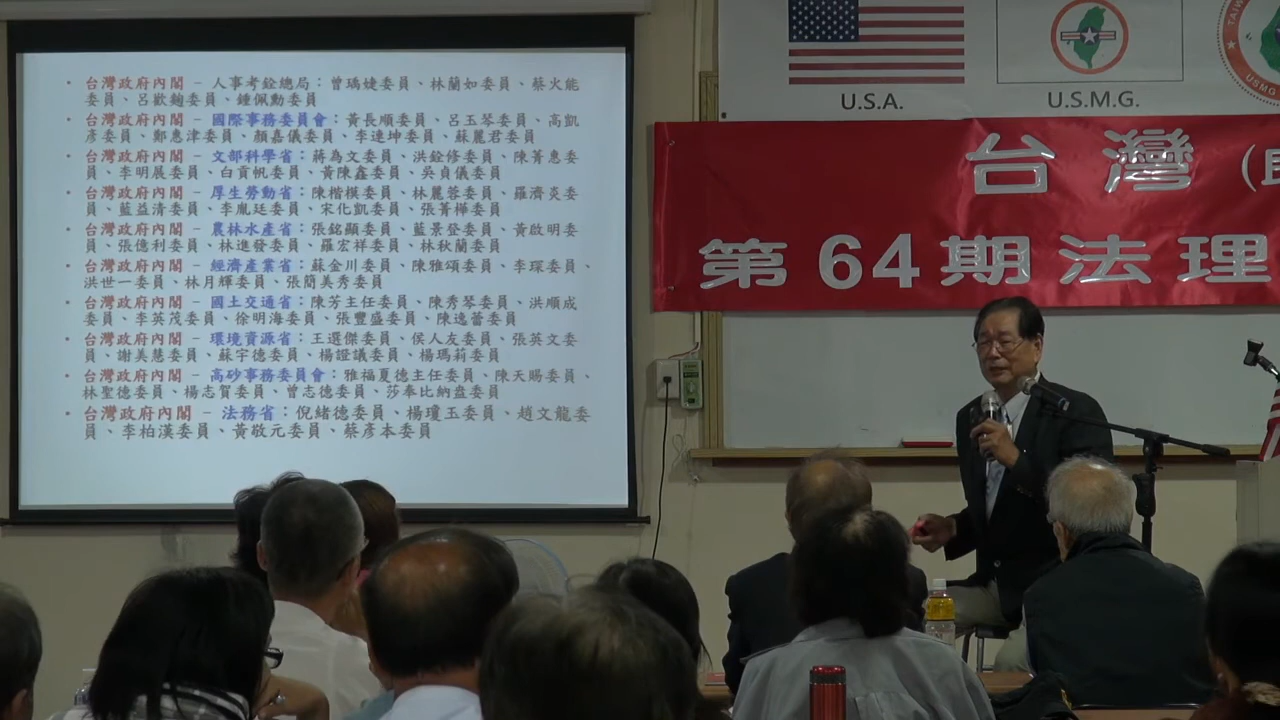 • 台灣政府內閣 – 人事考銓總局：曾瑀婕委員、林蘭如委員、蔡火能
委員、呂歡麴委員、鍾佩勳委員
• 台灣政府內閣 – 國際事務委員會：黃長順委員、呂玉琴委員、高凱
彥委員、鄭惠津委員、顏嘉儀委員、李連坤委員、蘇麗君委員
• 台灣政府內閣 – 文部科學省：蔣為文委員、洪銓修委員、陳菁惠委
員、李明展委員、白貢帆委員、黃陳鑫委員、吳貞儀委員
• 台灣政府內閣 – 厚生勞動省：陳楷模委員、林麗蓉委員、羅濟炎委
員、藍益清委員、李胤廷委員、宋化凱委員、張菁樺委員
• 台灣政府內閣 – 農林水產省：張銘顯委員、藍景登委員、黃啟明委
員、張億利委員、林進發委員、羅宏祥委員、林秋蘭委員
• 台灣政府內閣 – 經濟產業省：蘇金川委員、陳雅頌委員、李琛委員、
洪世一委員、林月輝委員、張簡美秀委員
• 台灣政府內閣 – 國土交通省：陳芳主任委員、陳秀琴委員、洪順成
委員、李英茂委員、徐明海委員、張豐盛委員、陳逸蕾委員
• 台灣政府內閣 – 環境資源省：王選傑委員、侯人友委員、張英文委
員、謝美慧委員、蘇宇德委員、楊證議委員、楊瑪莉委員
• 台灣政府內閣 – 高砂事務委員會：雅福夏德主任委員、陳天賜委員、
林聖德委員、楊志賀委員、曾志德委員、莎奉比納盎委員
• 台灣政府內閣 – 法務省：倪緒德委員、楊瓊玉委員、趙文龍委
員、李柏漢委員、黃敬元委員、蔡彥本委員
U.S.A.
U.S.M.G.
台灣
第64期法理